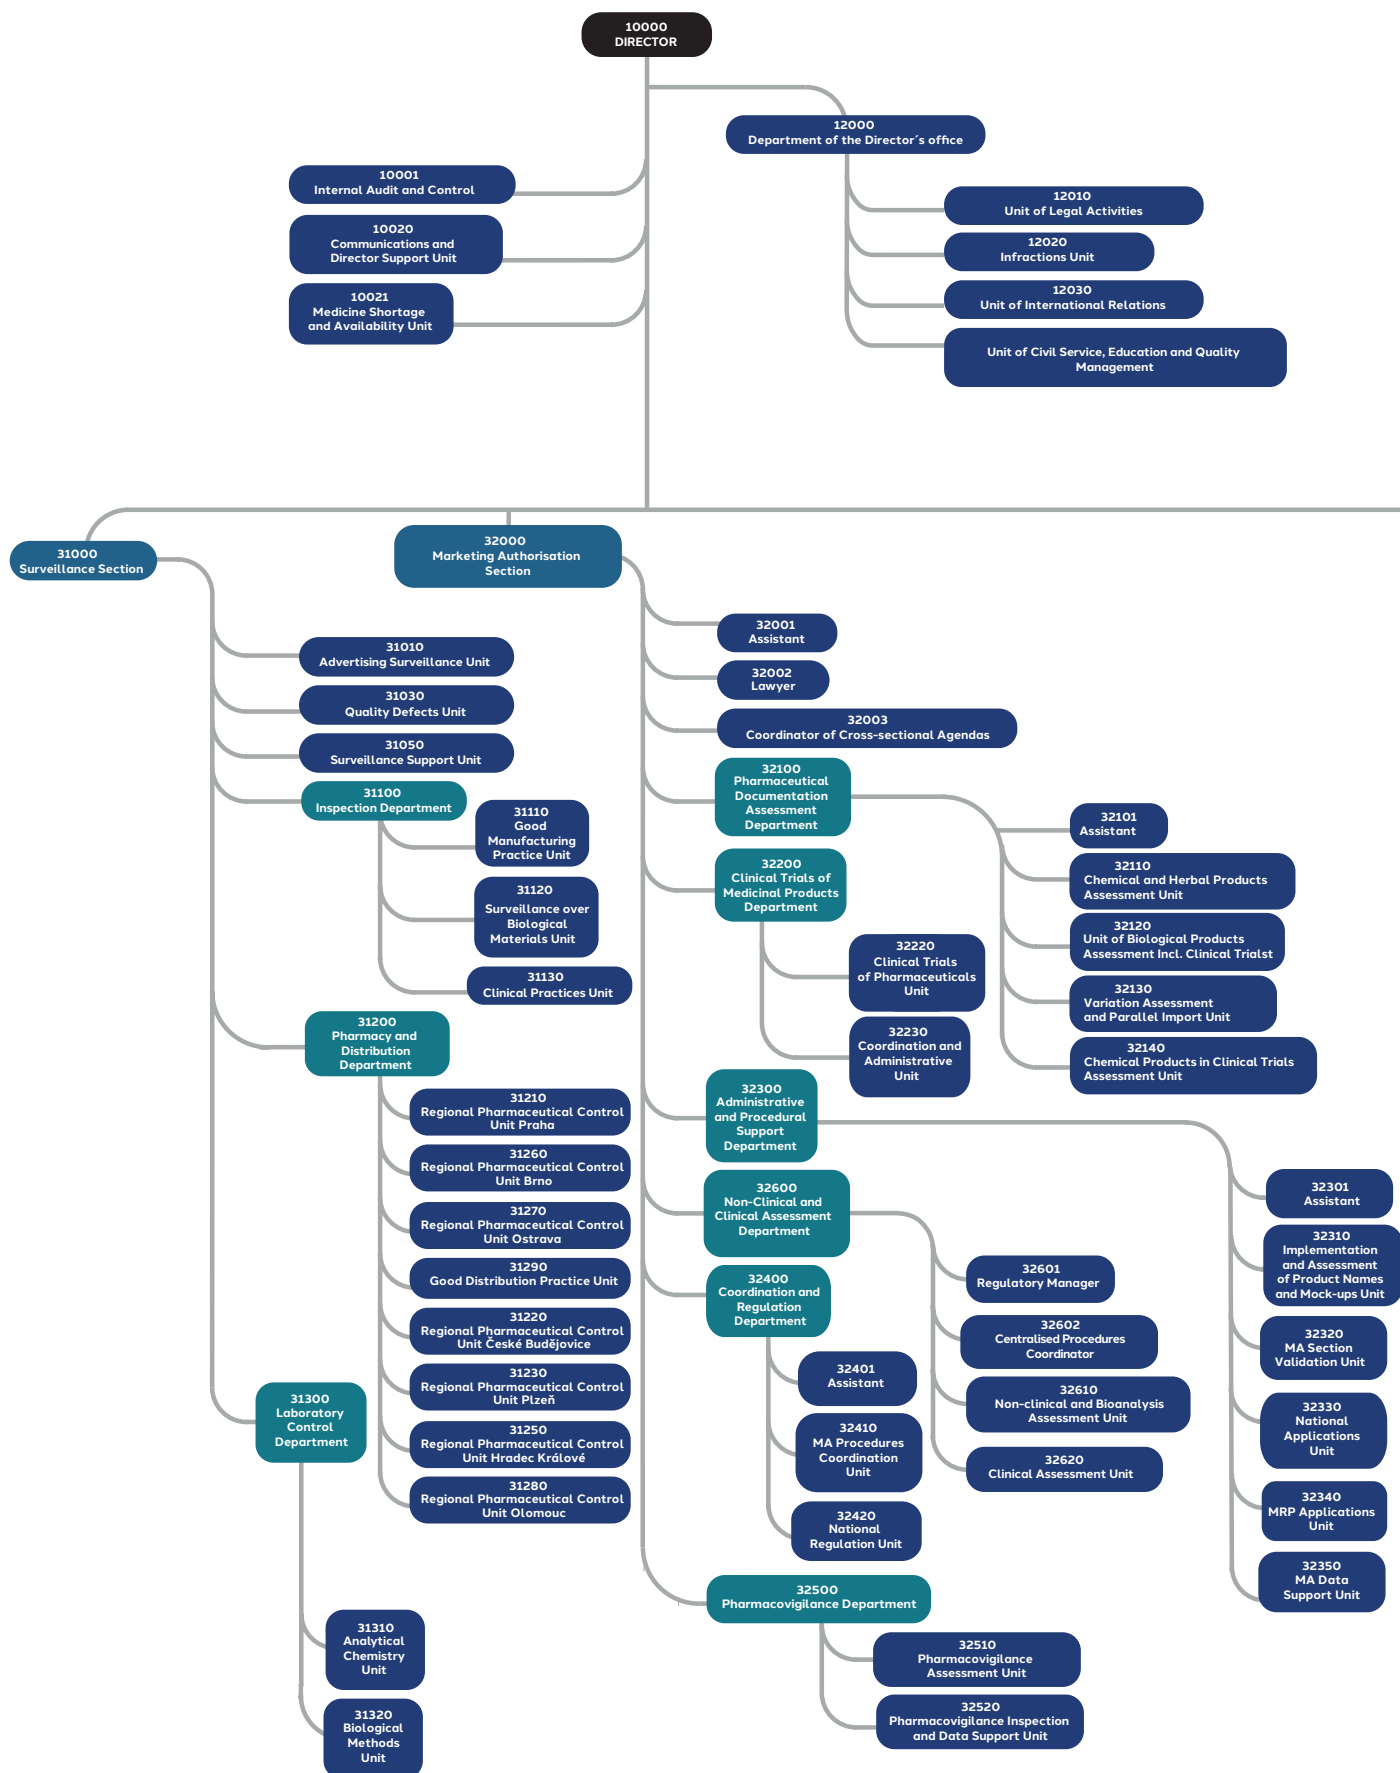 10000
DIRECTOR
12000
Department of the Director´s office
10001
Internal Audit and Control
10020
Communications and
Director Support Unit
10021
Medicine Shortage
and Availability Unit
12010
Unit of Legal Activities
12020
Infractions Unit
12030
Unit of International Relations
Unit of Civil Service, Education and Quality
Management
31000
Surveillance Section
31010
Advertising Surveillance Unit
31030
Quality Defects Unit
31050
Surveillance Support Unit
31100
Inspection Department
31110
Good
Manufacturing
Practice Unit
31120
Surveillance over
Biological
Materials Unit
31130
Clinical Practices Unit
31200
Pharmacy and
Distribution
Department
31210
Regional Pharmaceutical Control
Unit Praha
31260
Regional Pharmaceutical Control
Unit Brno
31270
Regional Pharmaceutical Control
Unit Ostrava
31290
Good Distribution Practice Unit
31220
Regional Pharmaceutical Control
Unit České Budějovice
31230
Regional Pharmaceutical Control
Unit Plzeň
31250
Regional Pharmaceutical Control
Unit Hradec Králové
31280
Regional Pharmaceutical Control
Unit Olomouc
31300
Laboratory
Control
Department
31310
Analytical
Chemistry
Unit
31320
Biological
Methods
Unit
32000
Marketing Authorisation
Section
32001
Assistant
32002
Lawyer
32003
Coordinator of Cross-sectional Agendas
32100
Pharmaceutical
Documentation
Assessment
Department
32101
Assistant
32110
Chemical and Herbal Products
Assessment Unit
32120
Unit of Biological Products
Assessment Incl. Clinical Trialst
32130
Variation Assessment
and Parallel Import Unit
32140
Chemical Products in Clinical Trials
Assessment Unit
32200
Clinical Trials of
Medicinal Products
Department
32220
Clinical Trials
of Pharmaceuticals
Unit
32230
Coordination and
Administrative
Unit
32300
Administrative
and Procedural
Support
Department
32301
Assistant
32310
Implementation
and Assessment
of Product Names
and Mock-ups Unit
32320
MA Section
Validation Unit
32330
National
Applications
Unit
32340
MRP Applications
Unit
32350
MA Data
Support Unit
32600
Non-Clinical and
Clinical Assessment
Department
32601
Regulatory Manager
32602
Centralised Procedures
Coordinator
32610
Non-clinical and Bioanalysis
Assessment Unit
32620
Clinical Assessment Unit
32400
Coordination and
Regulation
Department
32401
Assistant
32410
MA Procedures
Coordination
Unit
32420
National
Regulation Unit
32500
Pharmacovigilance Department
32510
Pharmacovigilance
Assessment Unit
32520
Pharmacovigilance Inspection
and Data Support Unit